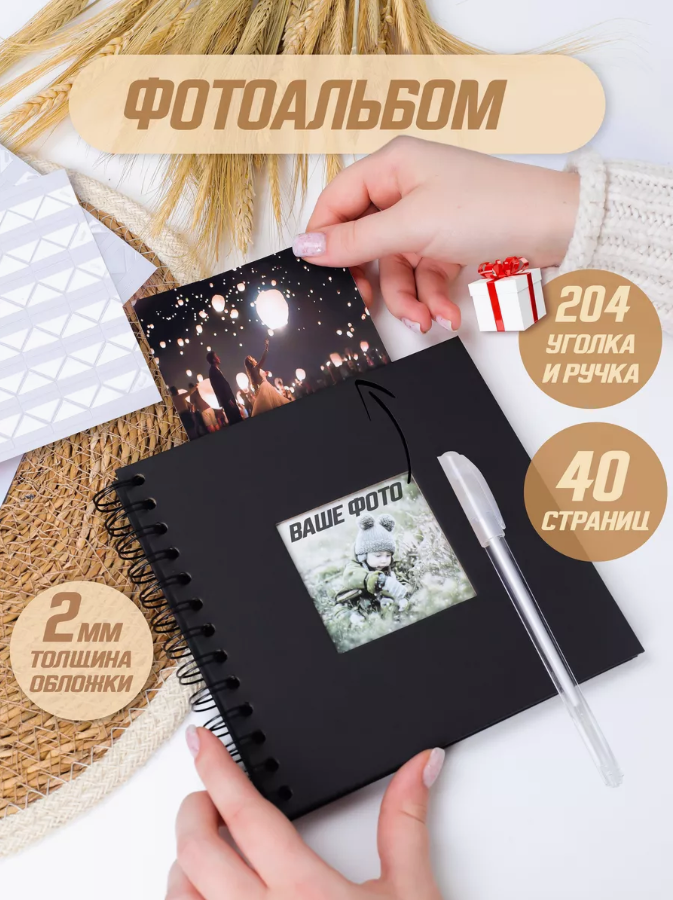 ФОТОАЛЬБОМ
204
УГОЛКА
И РУЧКА
40
СТРАНИЦ
ВАШЕ ФОТО
2 ММ
ТОЛЩИНА
ОБЛОЖКИ